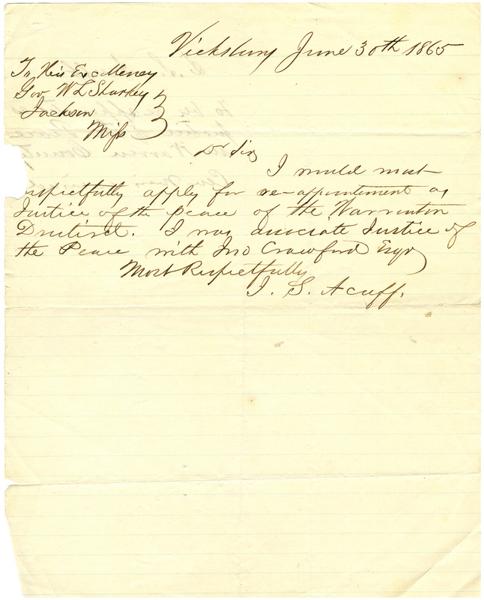 Vicksburg June 30th 1865
To His Excellency
Gov W L Sharkey
Jackson
Miss
Dr Sir
I would most
respectfully apply for re-appointment as
Justice of the peace of the Warrenton
District. I was associate Justice of
the Peace with Jno Crawford Esqr
Most Respectfully
J. S. Acuff.